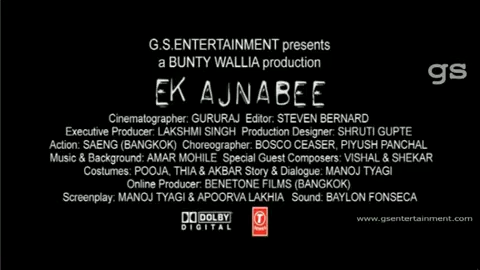 G.S.ENTERTAINMENT presents
a BUNTY WALLIA production
gs
EK AJNABEE
Cinematographer: GURURAJ Editor: STEVEN BERNARD
Executive Producer: LAKSHMI SINGH Production Designer: SHRUTI GUPTE
Action: SAENG (BANGKOK) Choreographer: BOSCO CEASER, PIYUSH PANCHAL
Music & Background: AMAR MOHILE Special Guest Composers: VISHAL & SHEKAR
Costumes: POOJA, THIA & AKBAR Story & Dialogue: MANOJ TYAGI
Online Producer: BENETONE FILMS (BANGKOK)
Screenplay: MANOJ TYAGI & APOORVA LAKHIA Sound: BAYLON FONSECA
www.gsentertainment.com
DOLBY
DIGITAL
T